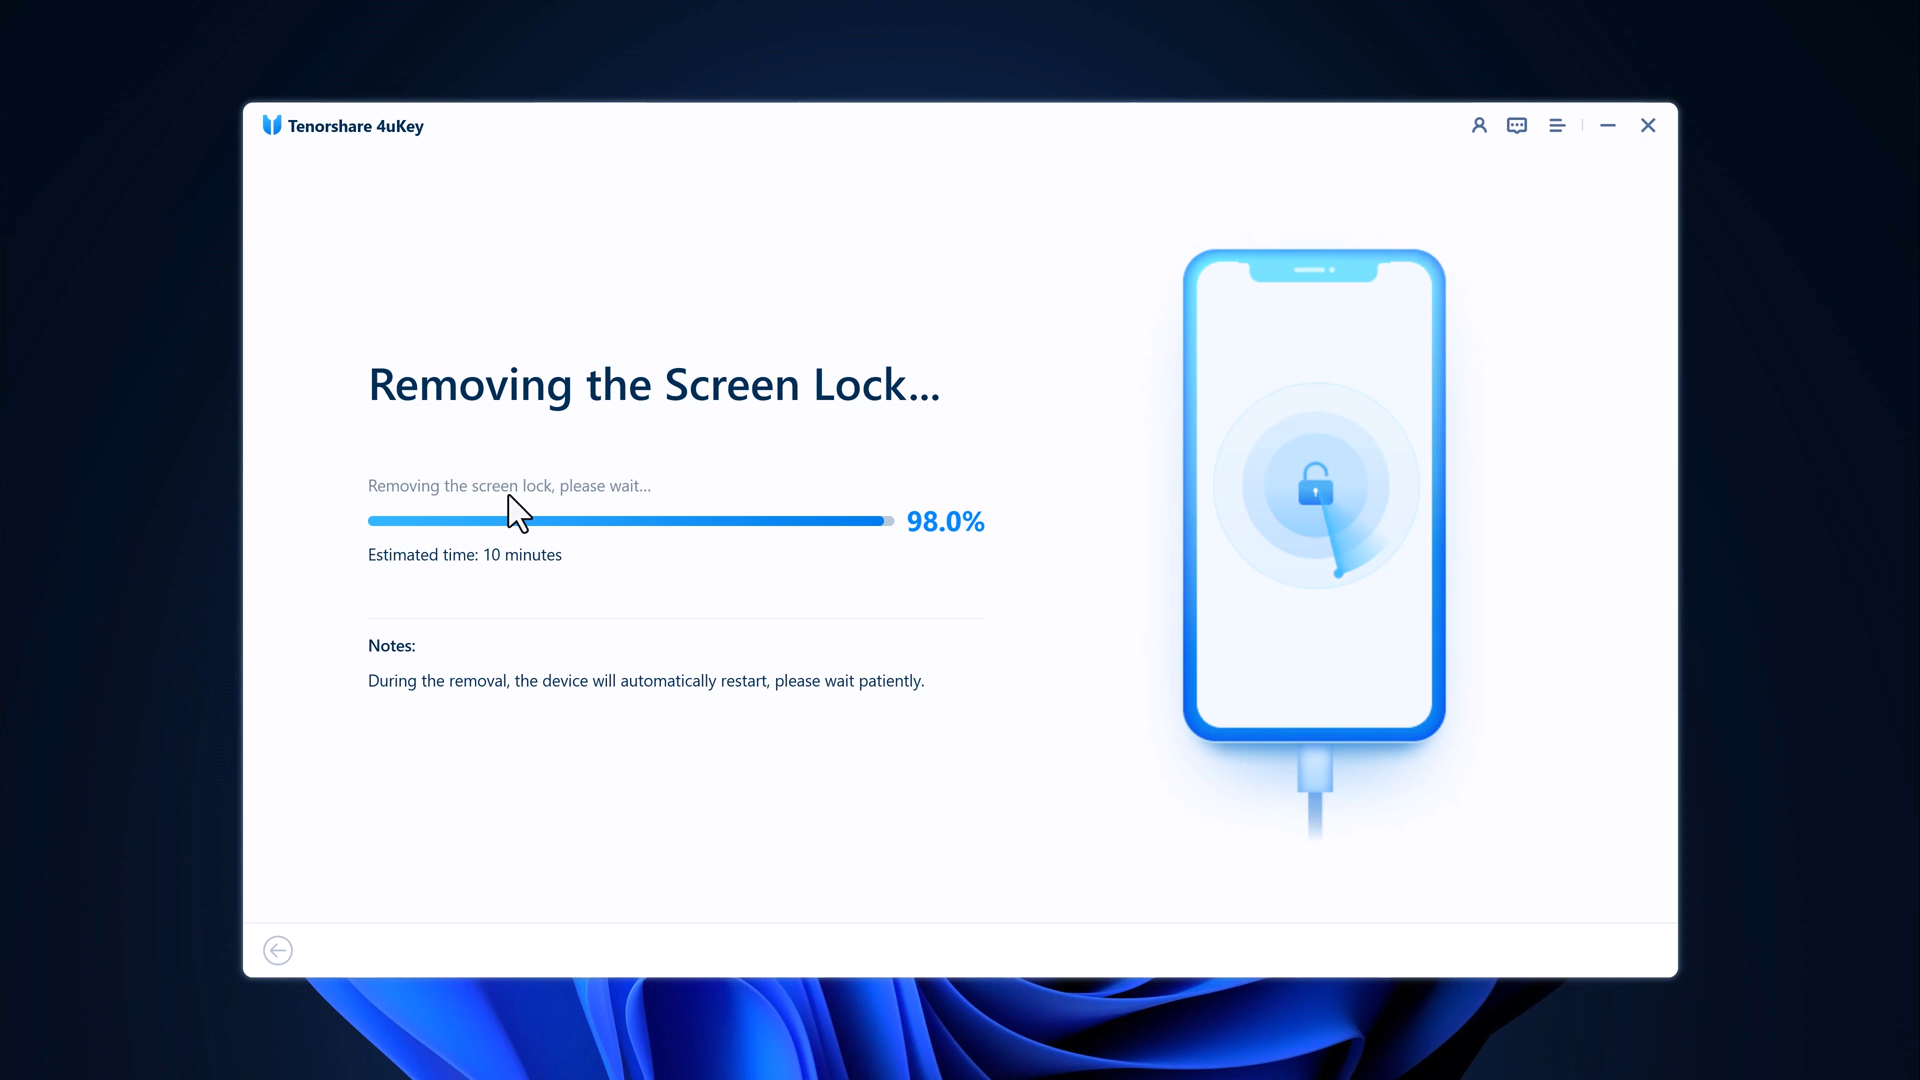 Tenorshare 4uKey
Removing the Screen Lock...
Removing the screen lock, please wait...
98.0%
Estimated time: 10 minutes
Notes:
During the removal, the device will automatically restart, please wait patiently.